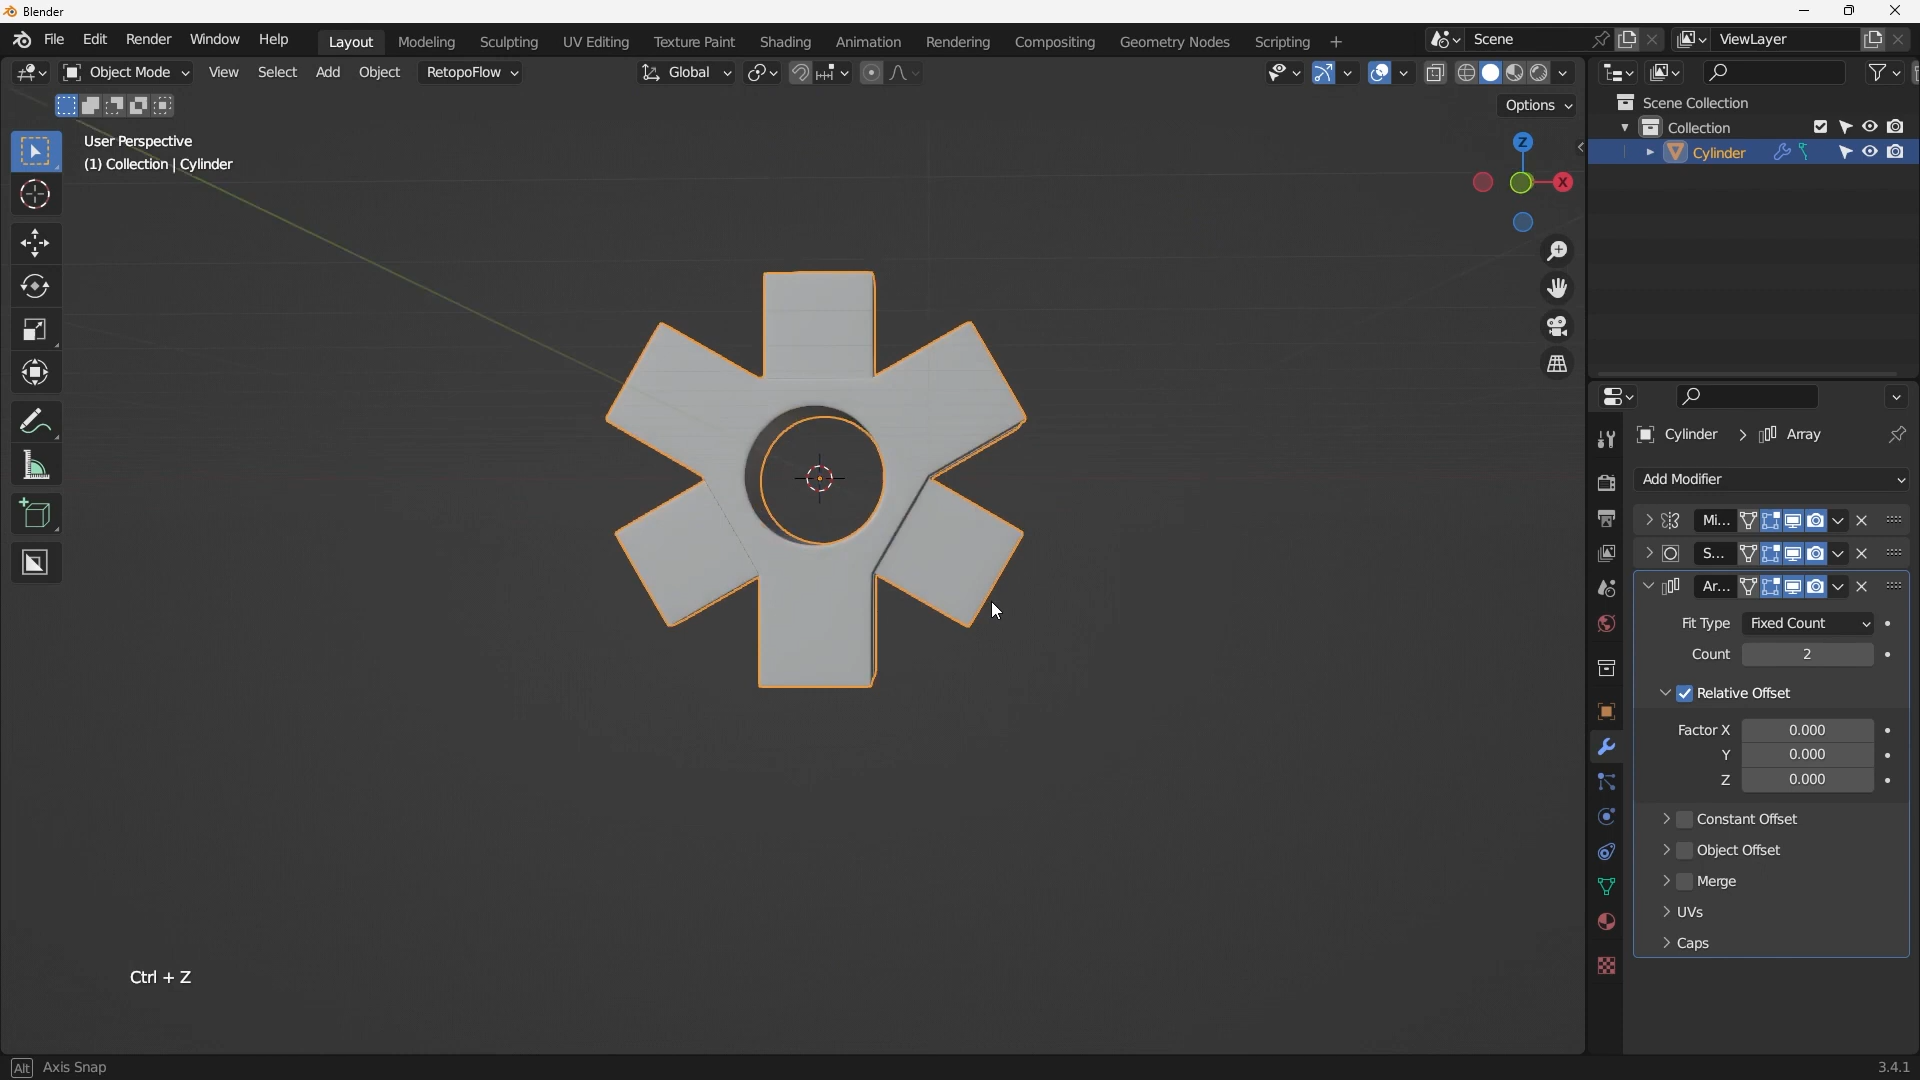 Blender
File Edit Render Window Help Layout Modeling Sculpting UV Editing Texture Paint Shading Animation Rendering Compositing Geometry Nodes Scripting + Scene ViewLayer
Object Mode View Select Add Object RetopoFlow Global
Options
User Perspective
(1) Collection | Cylinder
Z
X
Scene Collection
Collection
Cylinder
Cylinder > Array
Add Modifier
Mi...
S...
Ar...
Fit Type Fixed Count
Count 2
Relative Offset
Factor X 0.000
Y 0.000
Z 0.000
Constant Offset
Object Offset
Merge
UVs
Caps
Ctrl + Z
Alt Axis Snap
3.4.1